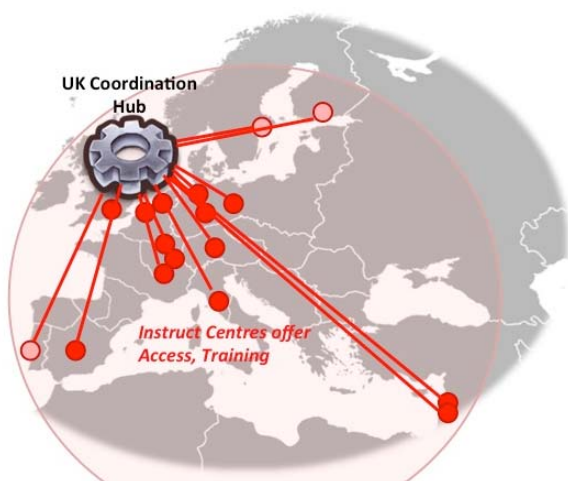 UK Coordination
Hub
Instruct Centres offer
Access, Training